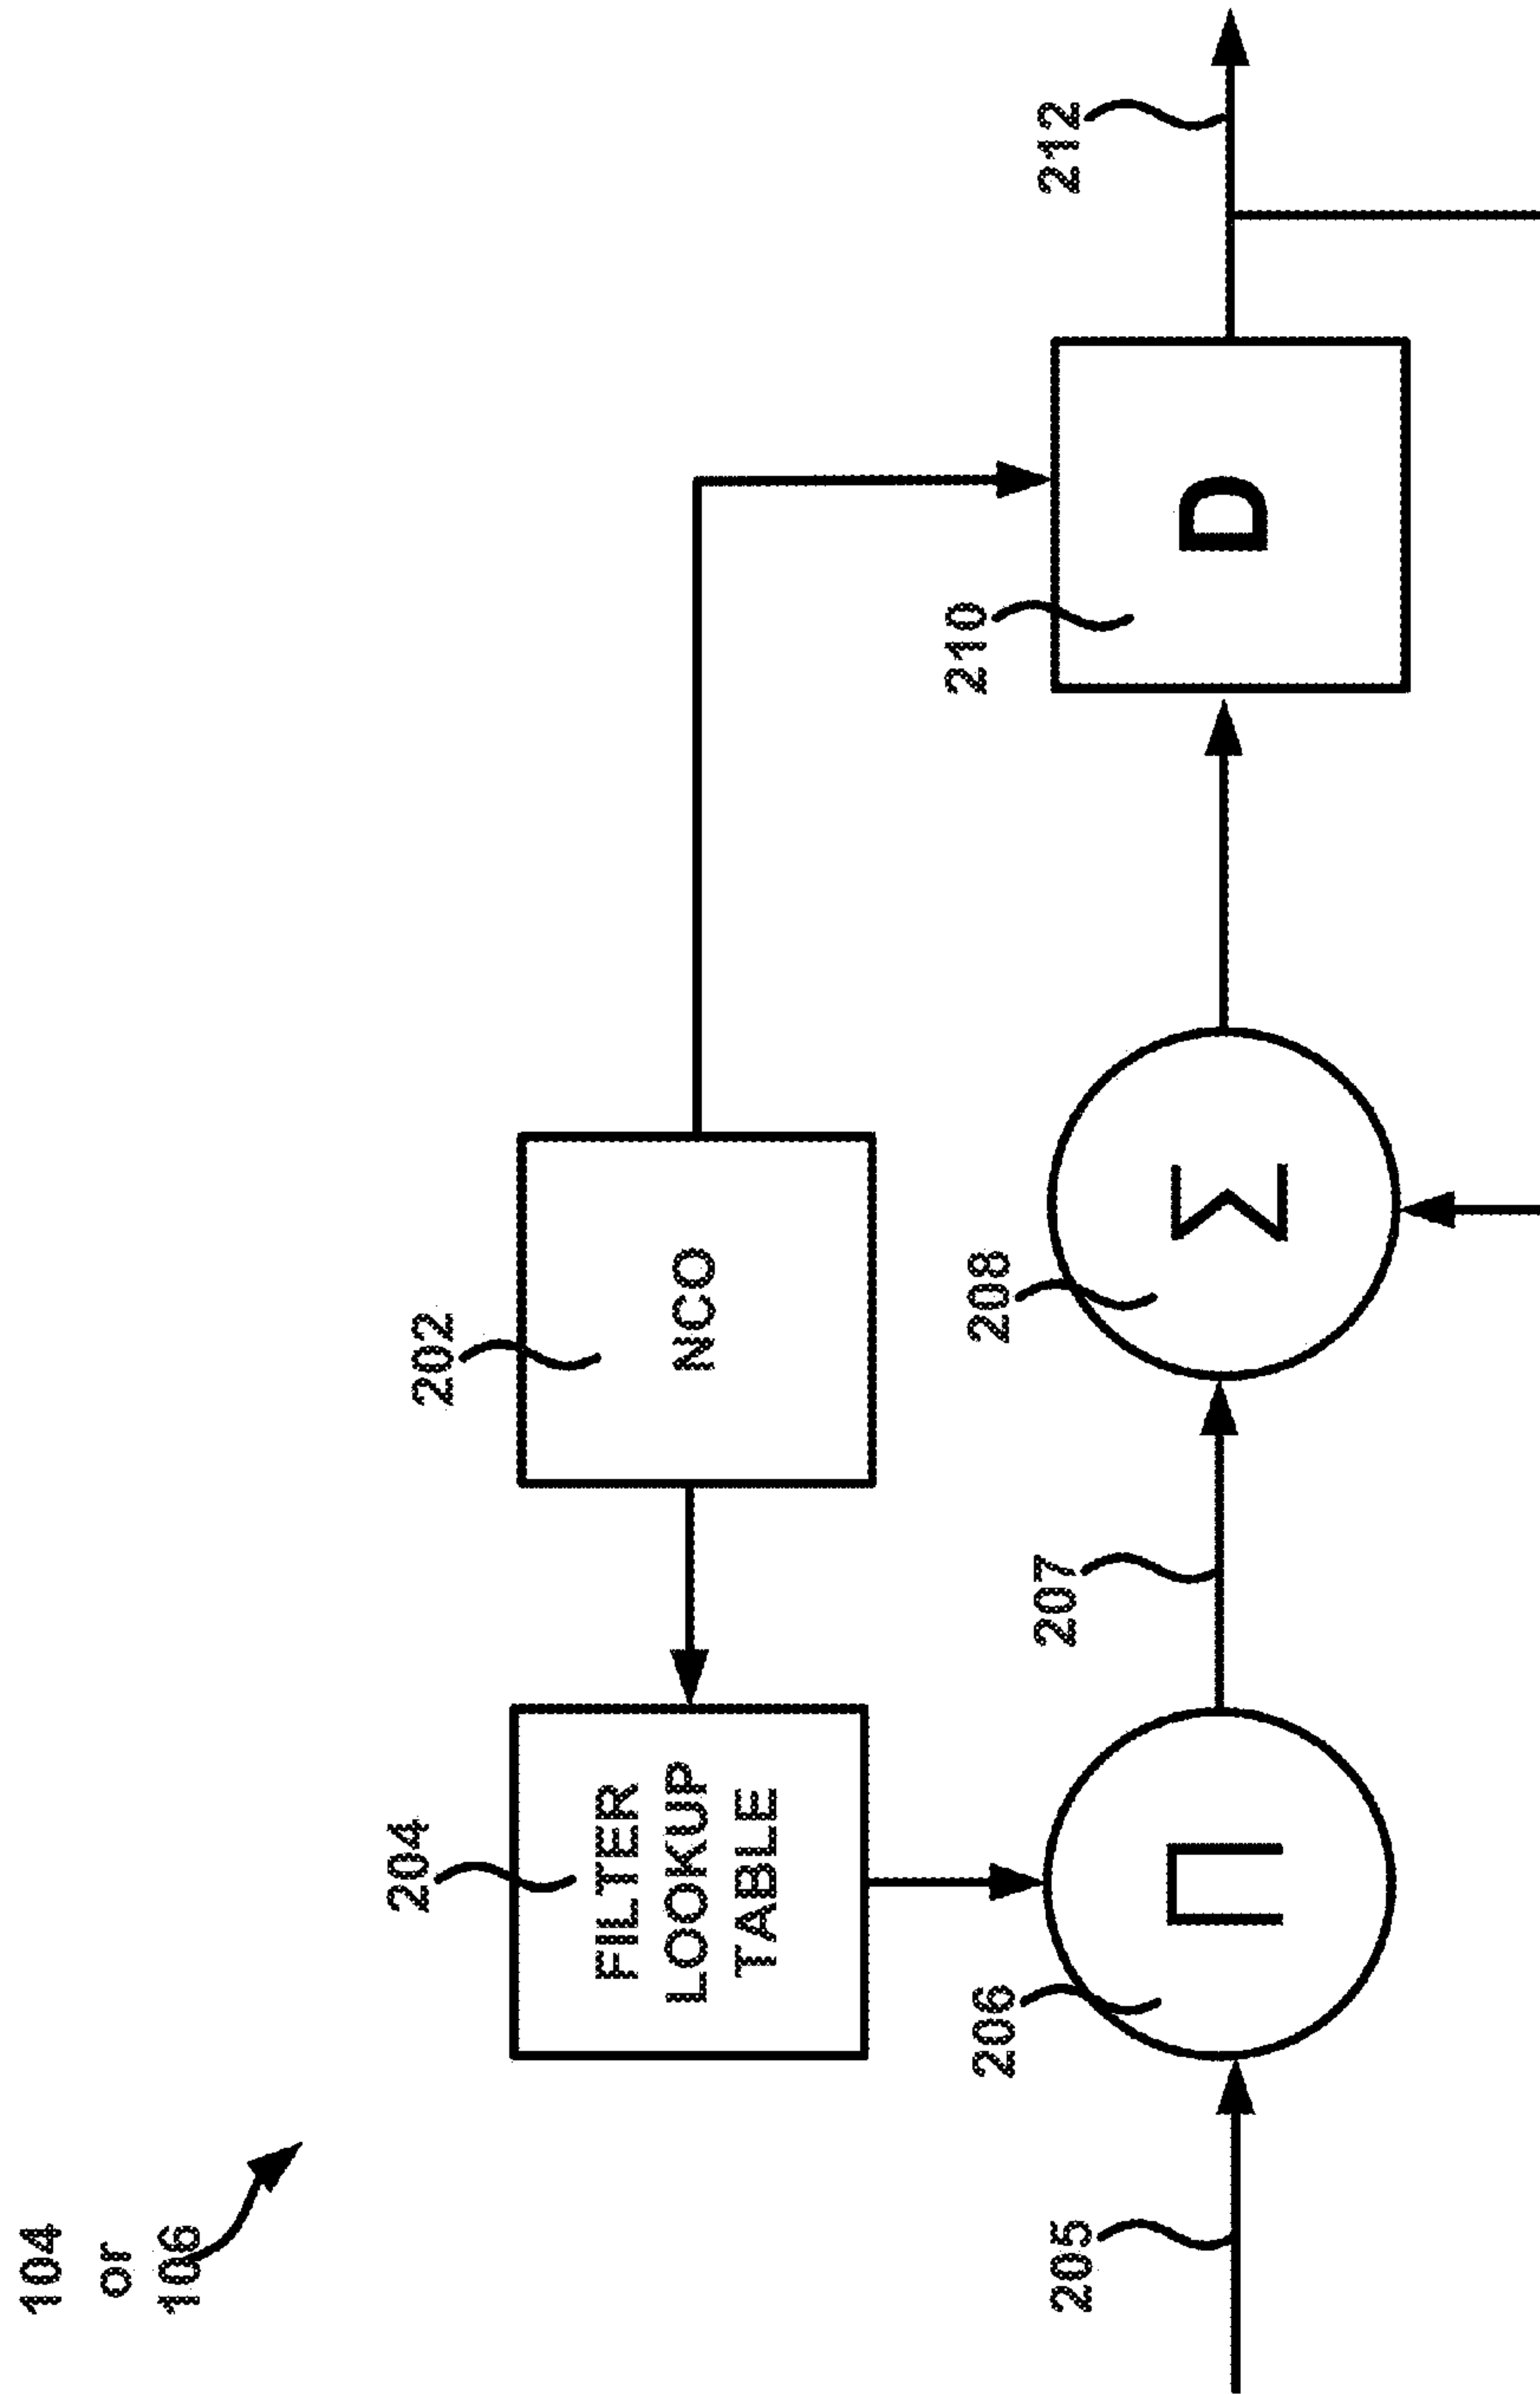 104
or
106
202
204
NCO
FILTER
LOOKUP
TABLE
210
212
208
206
207
205
D
Σ
Π